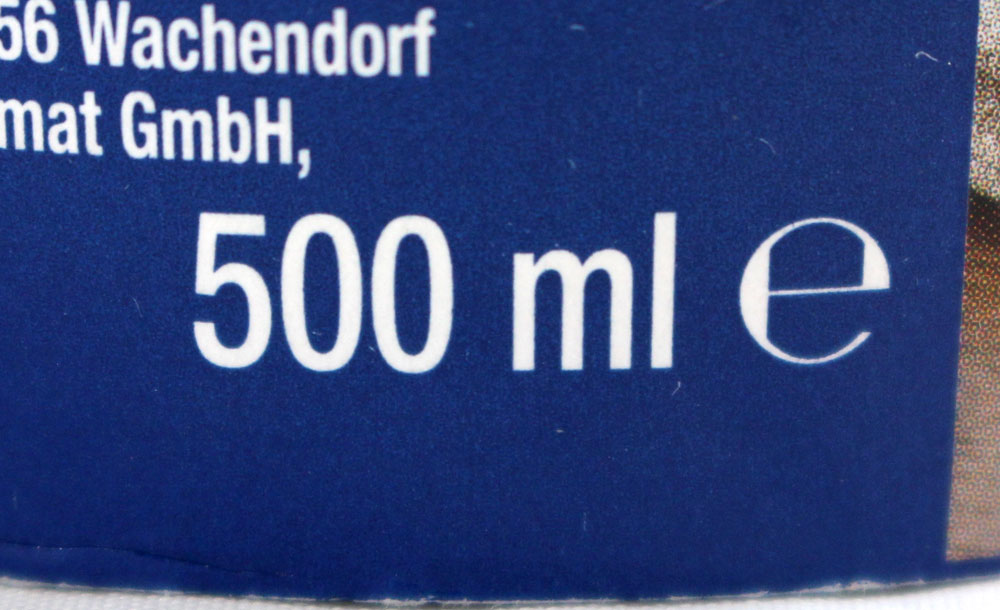 56 Wachendorf
mat GmbH,
500 ml ℮